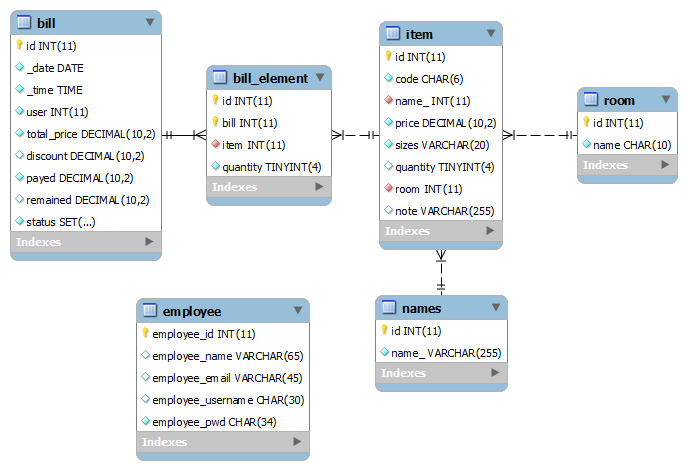 bill
id INT(11)
_date DATE
_time TIME
user INT(11)
total_price DECIMAL(10,2)
discount DECIMAL(10,2)
payed DECIMAL(10,2)
remained DECIMAL(10,2)
status SET(...)
Indexes
bill_element
id INT(11)
bill INT(11)
item INT(11)
quantity TINYINT(4)
Indexes
item
id INT(11)
code CHAR(6)
name_ INT(11)
price DECIMAL(10,2)
sizes VARCHAR(20)
quantity TINYINT(4)
room INT(11)
note VARCHAR(255)
Indexes
room
id INT(11)
name CHAR(10)
Indexes
employee
employee_id INT(11)
employee_name VARCHAR(65)
employee_email VARCHAR(45)
employee_username CHAR(30)
employee_pwd CHAR(34)
Indexes
names
id INT(11)
name_ VARCHAR(255)
Indexes